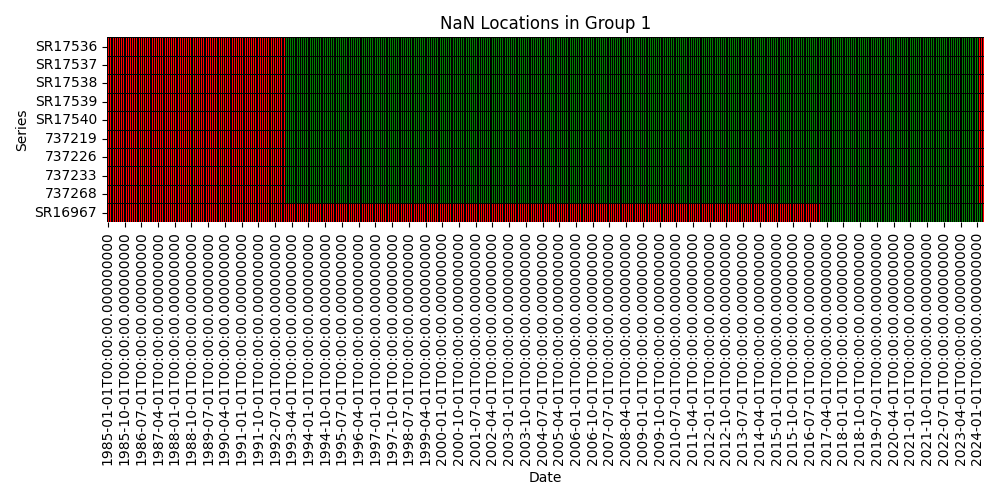 NaN Locations in Group 1
Series
SR17536
SR17537
SR17538
SR17539
SR17540
737219
737226
737233
737268
SR16967
1985-01-01T00:00:00.000000000
1985-10-01T00:00:00.000000000
1986-07-01T00:00:00.000000000
1987-04-01T00:00:00.000000000
1988-01-01T00:00:00.000000000
1988-10-01T00:00:00.000000000
1989-07-01T00:00:00.000000000
1990-04-01T00:00:00.000000000
1991-01-01T00:00:00.000000000
1991-10-01T00:00:00.000000000
1992-07-01T00:00:00.000000000
1993-04-01T00:00:00.000000000
1994-01-01T00:00:00.000000000
1994-10-01T00:00:00.000000000
1995-07-01T00:00:00.000000000
1996-04-01T00:00:00.000000000
1997-01-01T00:00:00.000000000
1997-10-01T00:00:00.000000000
1998-07-01T00:00:00.000000000
1999-04-01T00:00:00.000000000
2000-01-01T00:00:00.000000000
2000-10-01T00:00:00.000000000
2001-07-01T00:00:00.000000000
2002-04-01T00:00:00.000000000
2003-01-01T00:00:00.000000000
2003-10-01T00:00:00.000000000
2004-07-01T00:00:00.000000000
2005-04-01T00:00:00.000000000
2006-01-01T00:00:00.000000000
2006-10-01T00:00:00.000000000
2007-07-01T00:00:00.000000000
2008-04-01T00:00:00.000000000
2009-01-01T00:00:00.000000000
2009-10-01T00:00:00.000000000
2010-07-01T00:00:00.000000000
2011-04-01T00:00:00.000000000
2012-01-01T00:00:00.000000000
2012-10-01T00:00:00.000000000
2013-07-01T00:00:00.000000000
2014-04-01T00:00:00.000000000
2015-01-01T00:00:00.000000000
2015-10-01T00:00:00.000000000
2016-07-01T00:00:00.000000000
2017-04-01T00:00:00.000000000
2018-01-01T00:00:00.000000000
2018-10-01T00:00:00.000000000
2019-07-01T00:00:00.000000000
2020-04-01T00:00:00.000000000
2021-01-01T00:00:00.000000000
2021-10-01T00:00:00.000000000
2022-07-01T00:00:00.000000000
2023-04-01T00:00:00.000000000
2024-01-01T00:00:00.000000000
Date